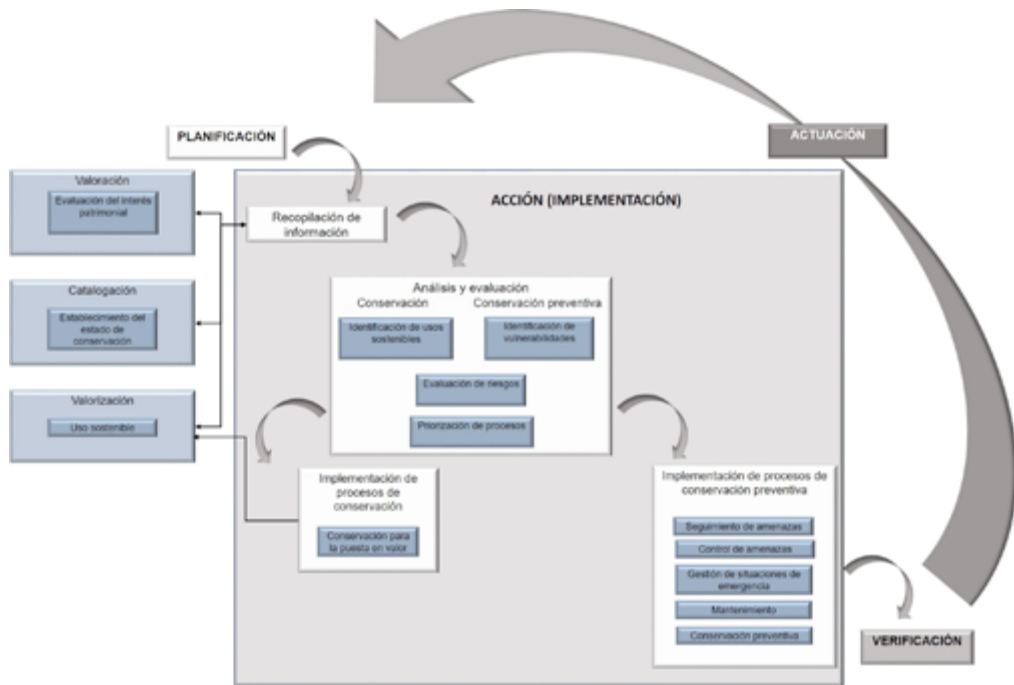 PLANIFICACIÓN
ACTUACIÓN
Valoración
Evaluación del interés
patrimonial
Catalogación
Establecimiento del
estado de
conservación
Valorización
Uso sostenible
ACCIÓN (IMPLEMENTACIÓN)
Recopilación de
información
Análisis y evaluación
Conservación
Conservación preventiva
Identificación de usos
sostenibles
Identificación de
vulnerabilidades
Evaluación de riesgos
Priorización de procesos
Implementación de
procesos de
conservación
Conservación para
la puesta en valor
Implementación de procesos de
conservación preventiva
Seguimiento de amenazas
Control de amenazas
Gestión de situaciones de
emergencia
Mantenimiento
Conservación preventiva
VERIFICACIÓN